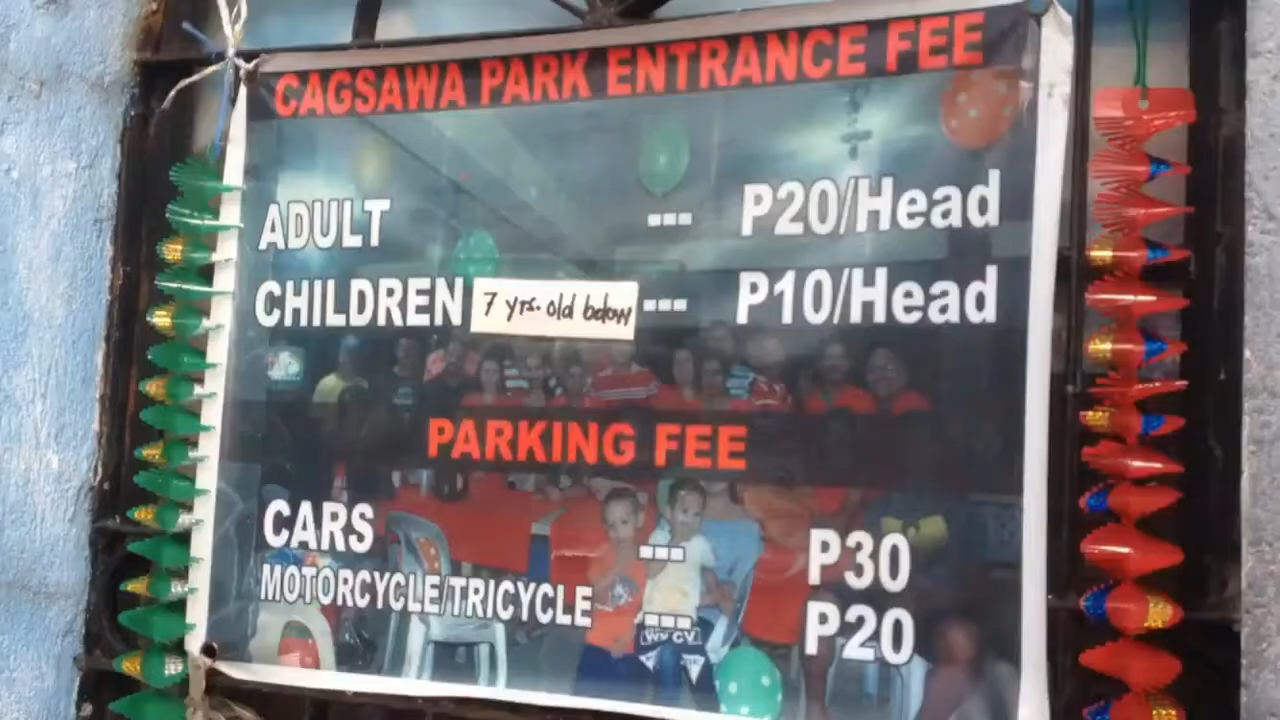 CAGSAWA PARK ENTRANCE FEE
ADULT --- P20/Head
CHILDREN 7 yrs. old below --- P10/Head
PARKING FEE
CARS --- P30
MOTORCYCLE/TRICYCLE --- P20